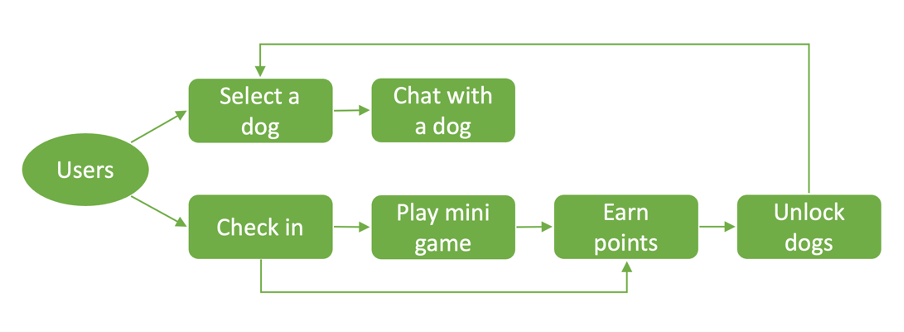 Users
Select a
dog
Chat with
a dog
Check in
Play mini
game
Earn
points
Unlock
dogs